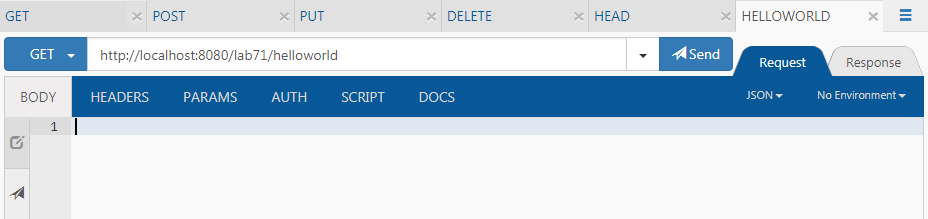 GET POST PUT DELETE HEAD HELLOWORLD
GET http://localhost:8080/lab71/helloworld Send Request Response
BODY HEADERS PARAMS AUTH SCRIPT DOCS JSON No Environment
1